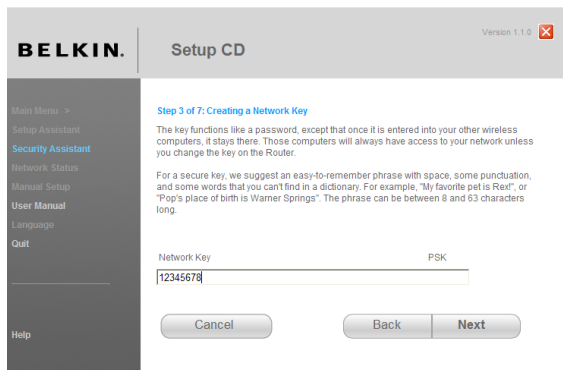 Version 1.1.0
BELKIN.
Setup CD
Main Menu >
Setup Assistant
Security Assistant
Network Status
Manual Setup
User Manual
Language
Quit
Help
Step 3 of 7: Creating a Network Key
The key functions like a password, except that once it is entered into your other wireless
computers, it stays there. Those computers will always have access to your network unless
you change the key on the Router.
For a secure key, we suggest an easy-to-remember phrase with space, some punctuation,
and some words that you can't find in a dictionary. For example, "My favorite pet is Rex!", or
"Pop's place of birth is Warner Springs". The phrase can be between 8 and 63 characters
long.
Network Key PSK
12345678
Cancel Back Next